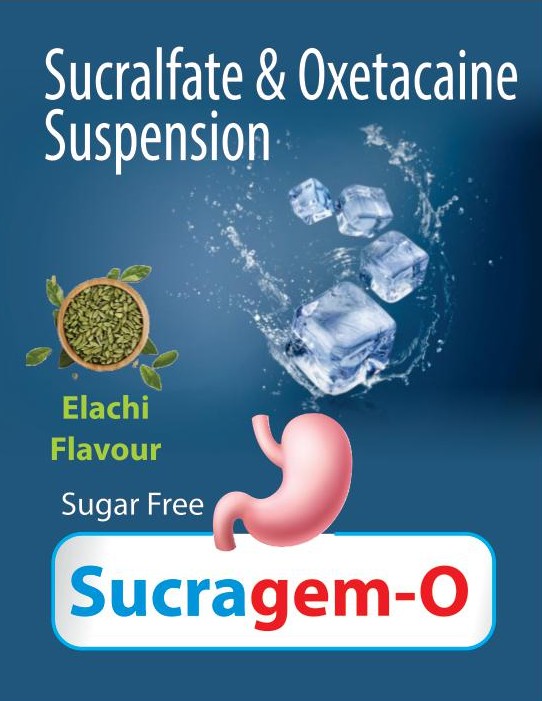 Sucralfate & Oxetacaine
Suspension
Elachi
Flavour
Sugar Free
Sucragem-O